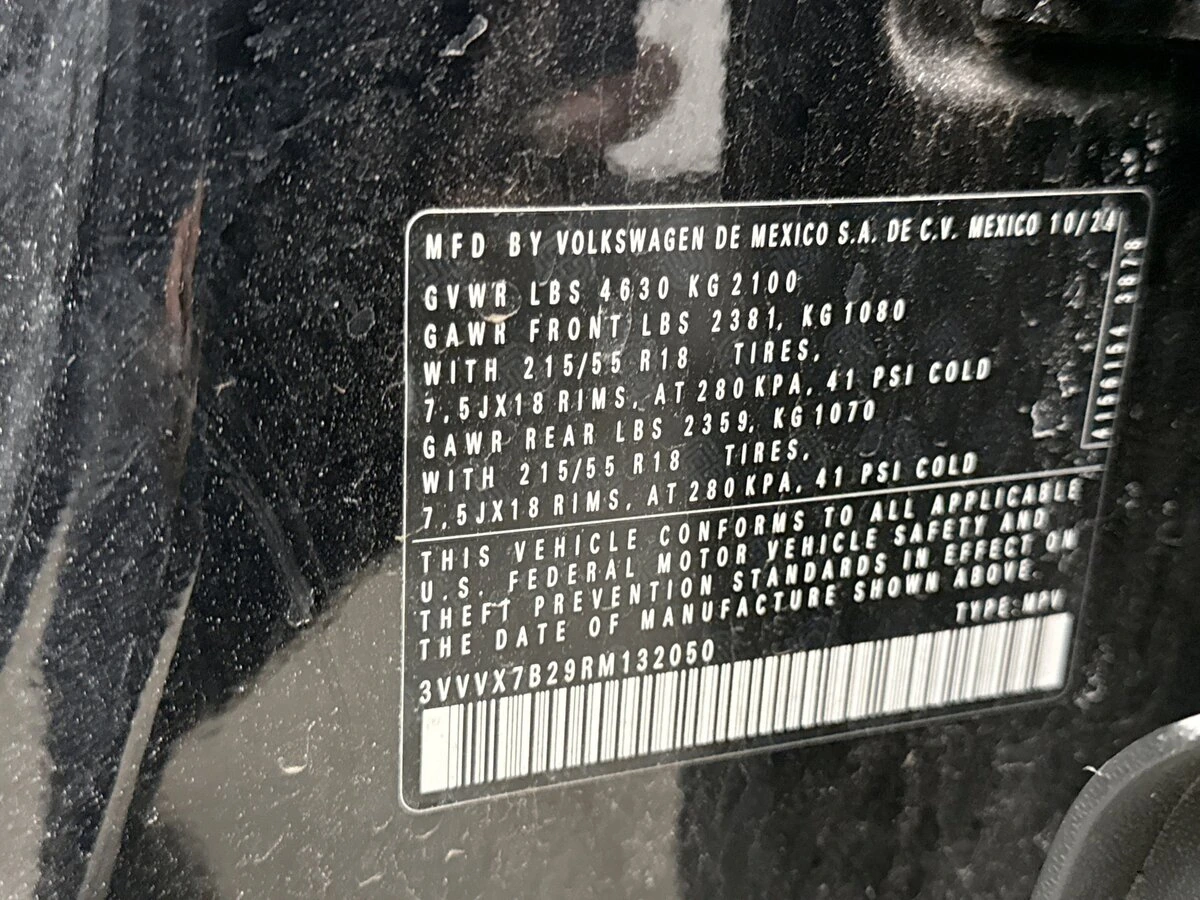 MFD BY VOLKSWAGEN DE MEXICO S.A. DE C.V. MEXICO 10/24
GVWR LBS 4630 KG 2100
GAWR FRONT LBS 2381, KG 1080
WITH 215/55 R18 TIRES,
7,5JX18 RIMS, AT 280 KPA, 41 PSI COLD
GAWR REAR LBS 2359, KG 1070
WITH 215/55 R18 TIRES,
7,5JX18 RIMS, AT 280 KPA, 41 PSI COLD
THIS VEHICLE CONFORMS TO ALL APPLICABLE
U.S. FEDERAL MOTOR VEHICLE SAFETY AND
THEFT PREVENTION STANDARDS IN EFFECT ON
THE DATE OF MANUFACTURE SHOWN ABOVE.
TYPE: MPV
3VVVX7B29RM132050